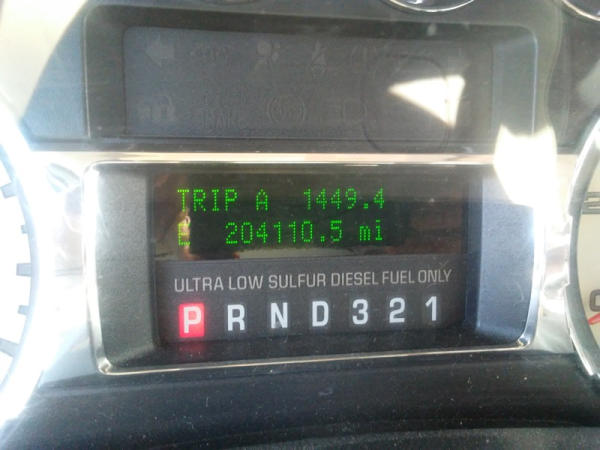 TRIP A 1449.4
E 204110.5 mi
ULTRA LOW SULFUR DIESEL FUEL ONLY
P R N D 3 2 1